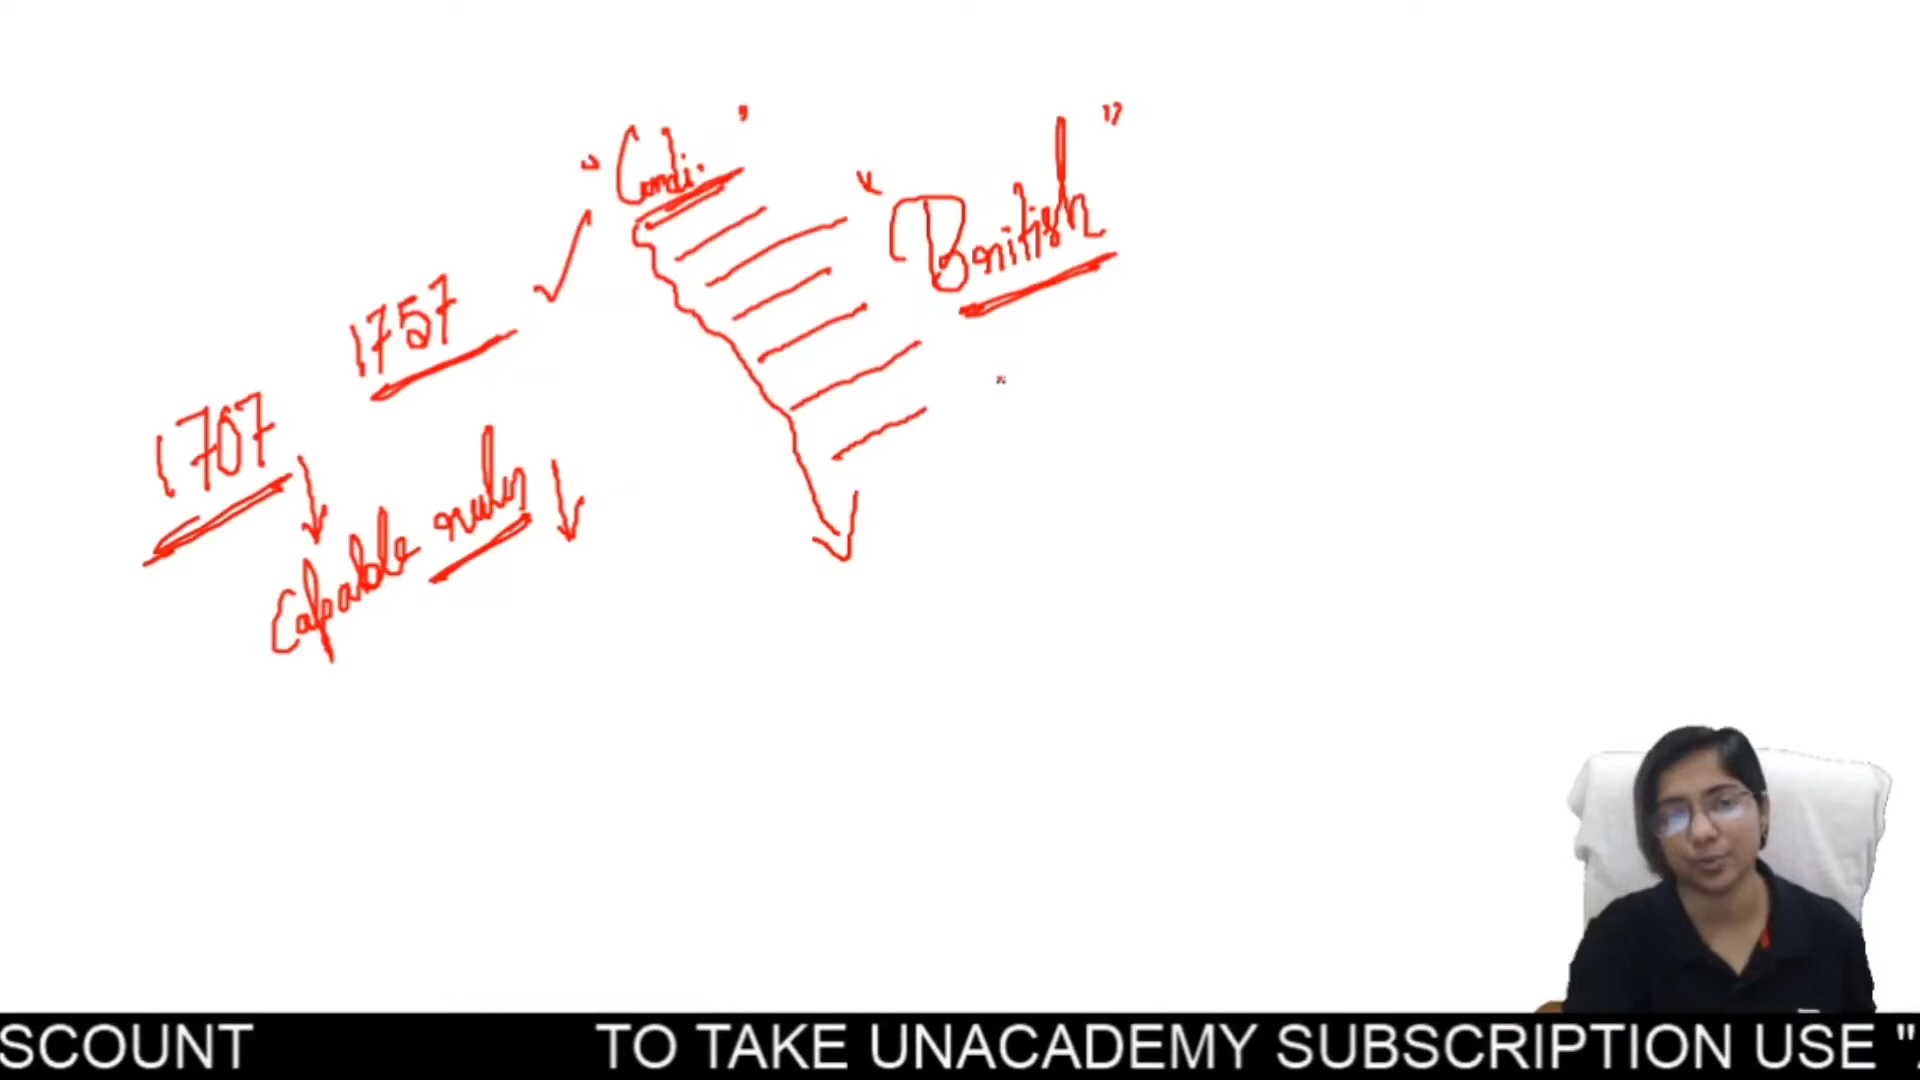 "Condi."
"British"
1757
1707
Capable rulers
SCOUNT TO TAKE UNACADEMY SUBSCRIPTION USE "